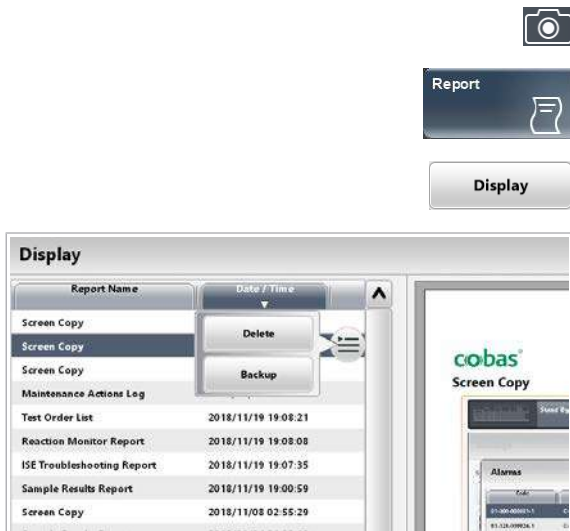 Report
Display
Display
Report Name Date / Time
Screen Copy
Delete
Screen Copy
Screen Copy
Backup
Maintenance Actions Log
Test Order List 2018/11/19 19:08:21
Reaction Monitor Report 2018/11/19 19:08:08
ISE Troubleshooting Report 2018/11/19 19:07:35
Sample Results Report 2018/11/19 19:00:59
Screen Copy 2018/11/08 02:55:29
cobas
Screen Copy
Stand By
Alarms
Code